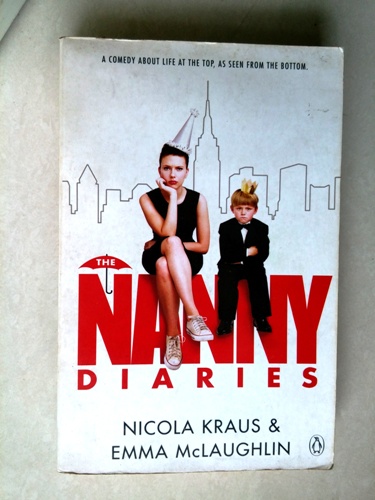 A COMEDY ABOUT LIFE AT THE TOP, AS SEEN FROM THE BOTTOM.
THE
NANNY
DIARIES
NICOLA KRAUS &
EMMA McLAUGHLIN